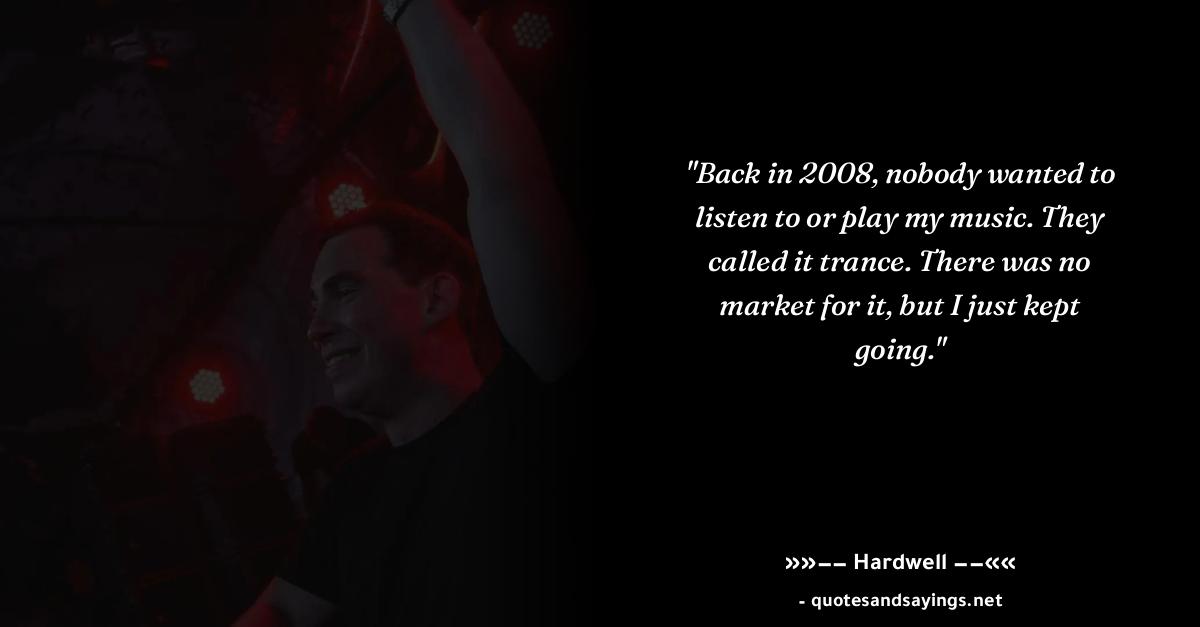 "Back in 2008, nobody wanted to
listen to or play my music. They
called it trance. There was no
market for it, but I just kept
going."
»»–– Hardwell ––««
- quotesandsayings.net